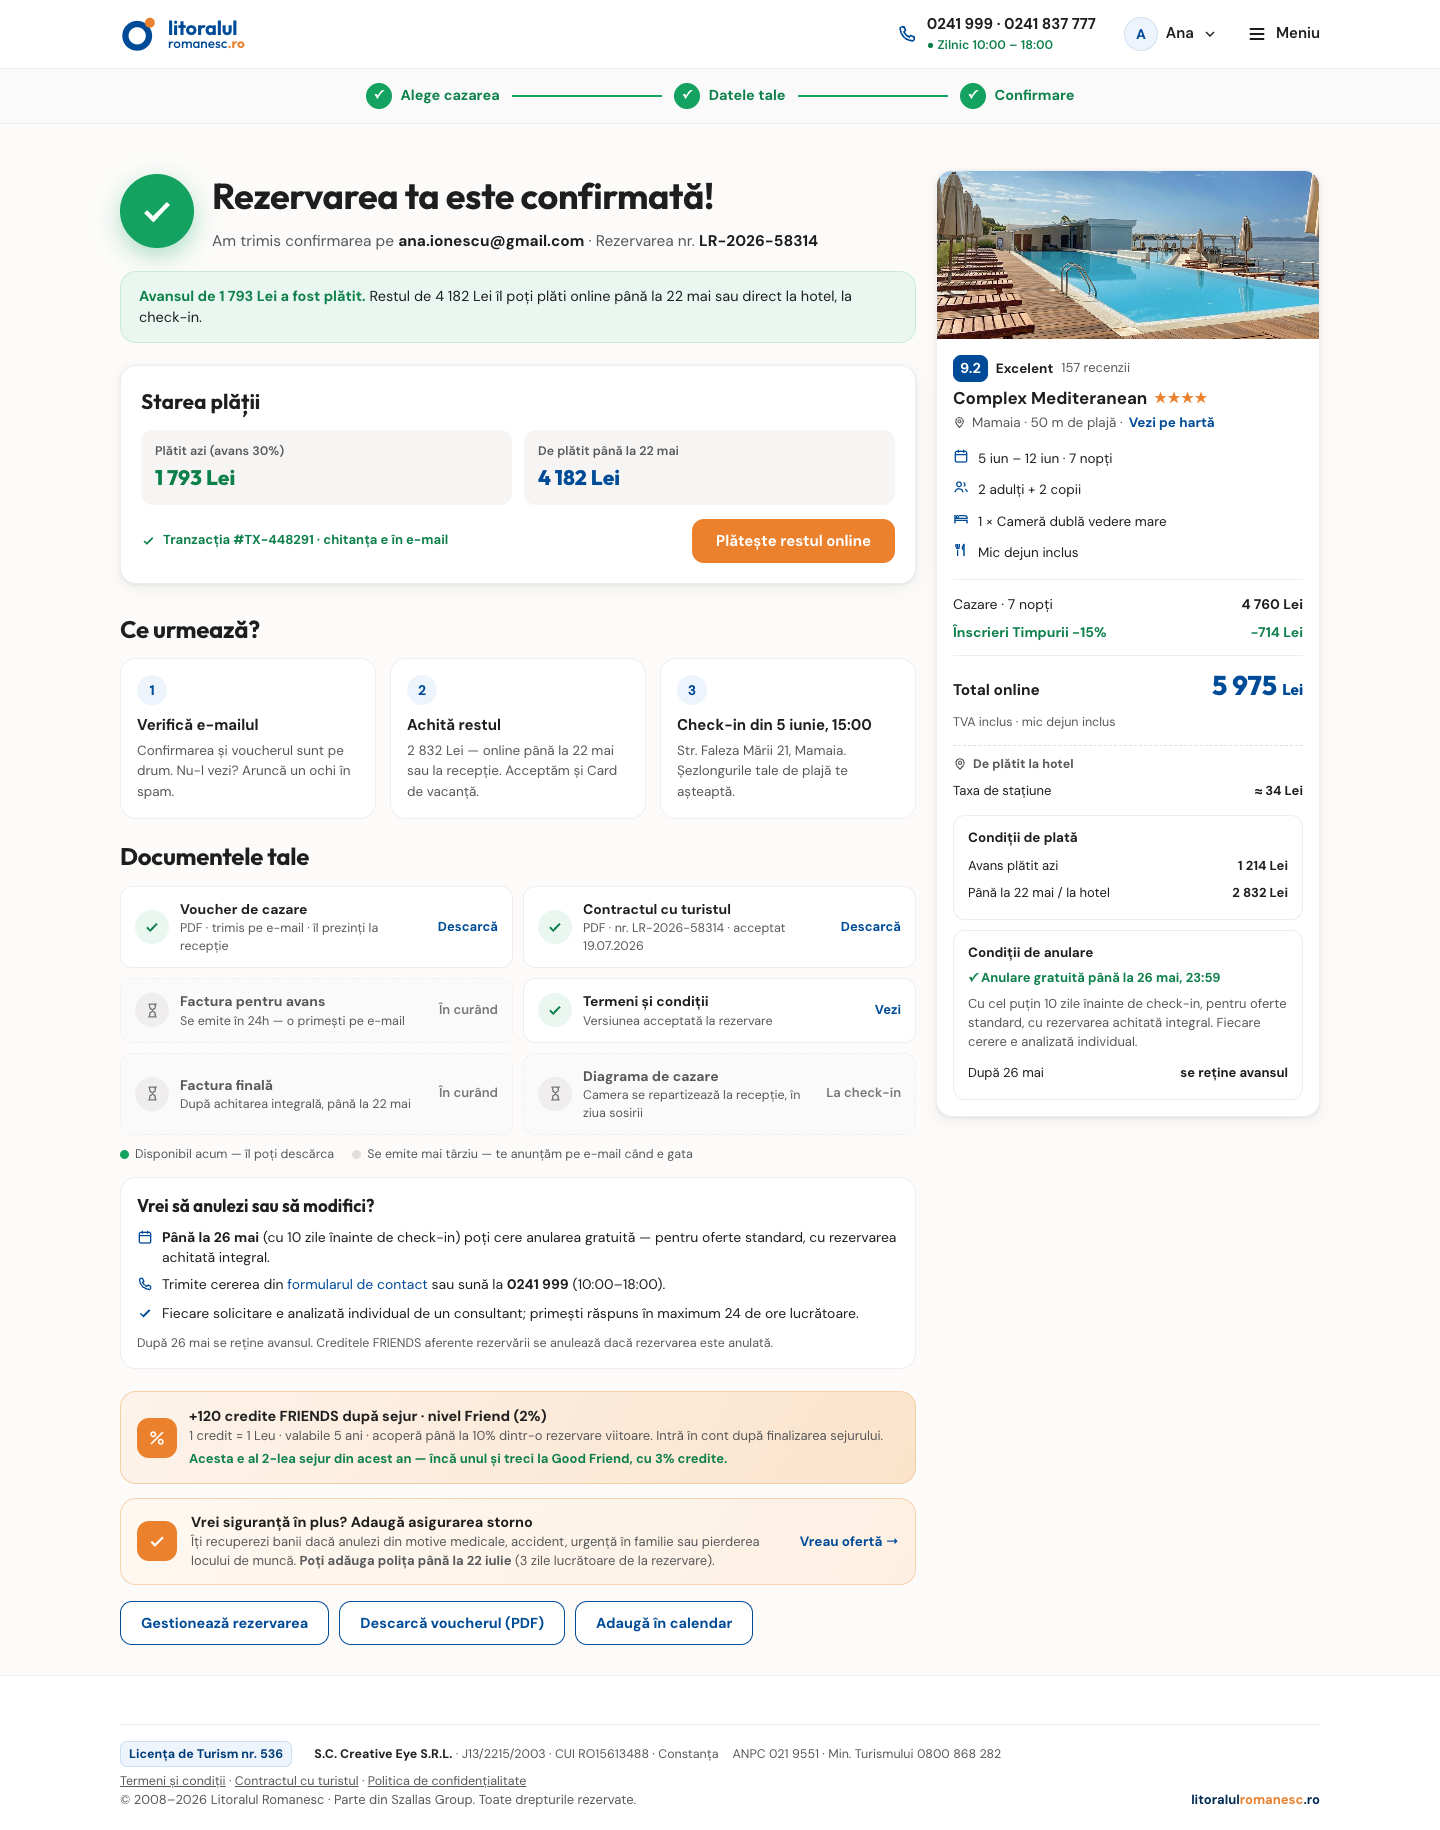 litoralul
romanesc.ro
0241 999 · 0241 837 777
● Zilnic 10:00 – 18:00
A
Ana
Meniu
Alege cazarea
Datele tale
Confirmare
Rezervarea ta este confirmată!
Am trimis confirmarea pe ana.ionescu@gmail.com · Rezervarea nr. LR-2026-58314
Avansul de 1 793 Lei a fost plătit. Restul de 4 182 Lei îl poți plăti online până la 22 mai sau direct la hotel, la
check-in.
Starea plății
Plătit azi (avans 30%)
1 793 Lei
De plătit până la 22 mai
4 182 Lei
Tranzacția #TX-448291 · chitanța e în e-mail
Plătește restul online
Ce urmează?
1
Verifică e-mailul
Confirmarea și voucherul sunt pe
drum. Nu-l vezi? Aruncă un ochi în
spam.
2
Achită restul
2 832 Lei — online până la 22 mai
sau la recepție. Acceptăm și Card
de vacanță.
3
Check-in din 5 iunie, 15:00
Str. Faleza Mării 21, Mamaia.
Șezlongurile tale de plajă te
așteaptă.
Documentele tale
Voucher de cazare
PDF · trimis pe e-mail · îl prezinți la
recepție
Descarcă
Contractul cu turistul
PDF · nr. LR-2026-58314 · acceptat
19.07.2026
Descarcă
Factura pentru avans
Se emite în 24h — o primești pe e-mail
În curând
Termeni și condiții
Versiunea acceptată la rezervare
Vezi
Factura finală
După achitarea integrală, până la 22 mai
În curând
Diagrama de cazare
Camera se repartizează la recepție, în
ziua sosirii
La check-in
Disponibil acum — îl poți descărca
Se emite mai târziu — te anunțăm pe e-mail când e gata
Vrei să anulezi sau să modifici?
Până la 26 mai (cu 10 zile înainte de check-in) poți cere anularea gratuită — pentru oferte standard, cu rezervarea
achitată integral.
Trimite cererea din formularul de contact sau sună la 0241 999 (10:00–18:00).
Fiecare solicitare e analizată individual de un consultant; primești răspuns în maximum 24 de ore lucrătoare.
După 26 mai se reține avansul. Creditele FRIENDS aferente rezervării se anulează dacă rezervarea este anulată.
+120 credite FRIENDS după sejur · nivel Friend (2%)
1 credit = 1 Leu · valabile 5 ani · acoperă până la 10% dintr-o rezervare viitoare. Intră în cont după finalizarea sejurului.
Acesta e al 2-lea sejur din acest an — încă unul și treci la Good Friend, cu 3% credite.
Vrei siguranță în plus? Adaugă asigurarea storno
Îți recuperezi banii dacă anulezi din motive medicale, accident, urgență în familie sau pierderea
locului de muncă. Poți adăuga polița până la 22 iulie (3 zile lucrătoare de la rezervare).
Vreau ofertă →
Gestionează rezervarea
Descarcă voucherul (PDF)
Adaugă în calendar
9.2
Excelent
157 recenzii
Complex Mediteranean ★★★★
Mamaia · 50 m de plajă · Vezi pe hartă
5 iun – 12 iun · 7 nopți
2 adulți + 2 copii
1 × Cameră dublă vedere mare
Mic dejun inclus
Cazare · 7 nopți
4 760 Lei
Înscrieri Timpurii -15%
-714 Lei
Total online
5 975 Lei
TVA inclus · mic dejun inclus
De plătit la hotel
Taxa de stațiune
≈ 34 Lei
Condiții de plată
Avans plătit azi
1 214 Lei
Până la 22 mai / la hotel
2 832 Lei
Condiții de anulare
✓ Anulare gratuită până la 26 mai, 23:59
Cu cel puțin 10 zile înainte de check-in, pentru oferte
standard, cu rezervarea achitată integral. Fiecare
cerere e analizată individual.
După 26 mai
se reține avansul
Licența de Turism nr. 536
S.C. Creative Eye S.R.L. · J13/2215/2003 · CUI RO15613488 · Constanța
ANPC 021 9551 · Min. Turismului 0800 868 282
Termeni și condiții · Contractul cu turistul · Politica de confidențialitate
© 2008–2026 Litoralul Romanesc · Parte din Szallas Group. Toate drepturile rezervate.
litoralulromanesc.ro